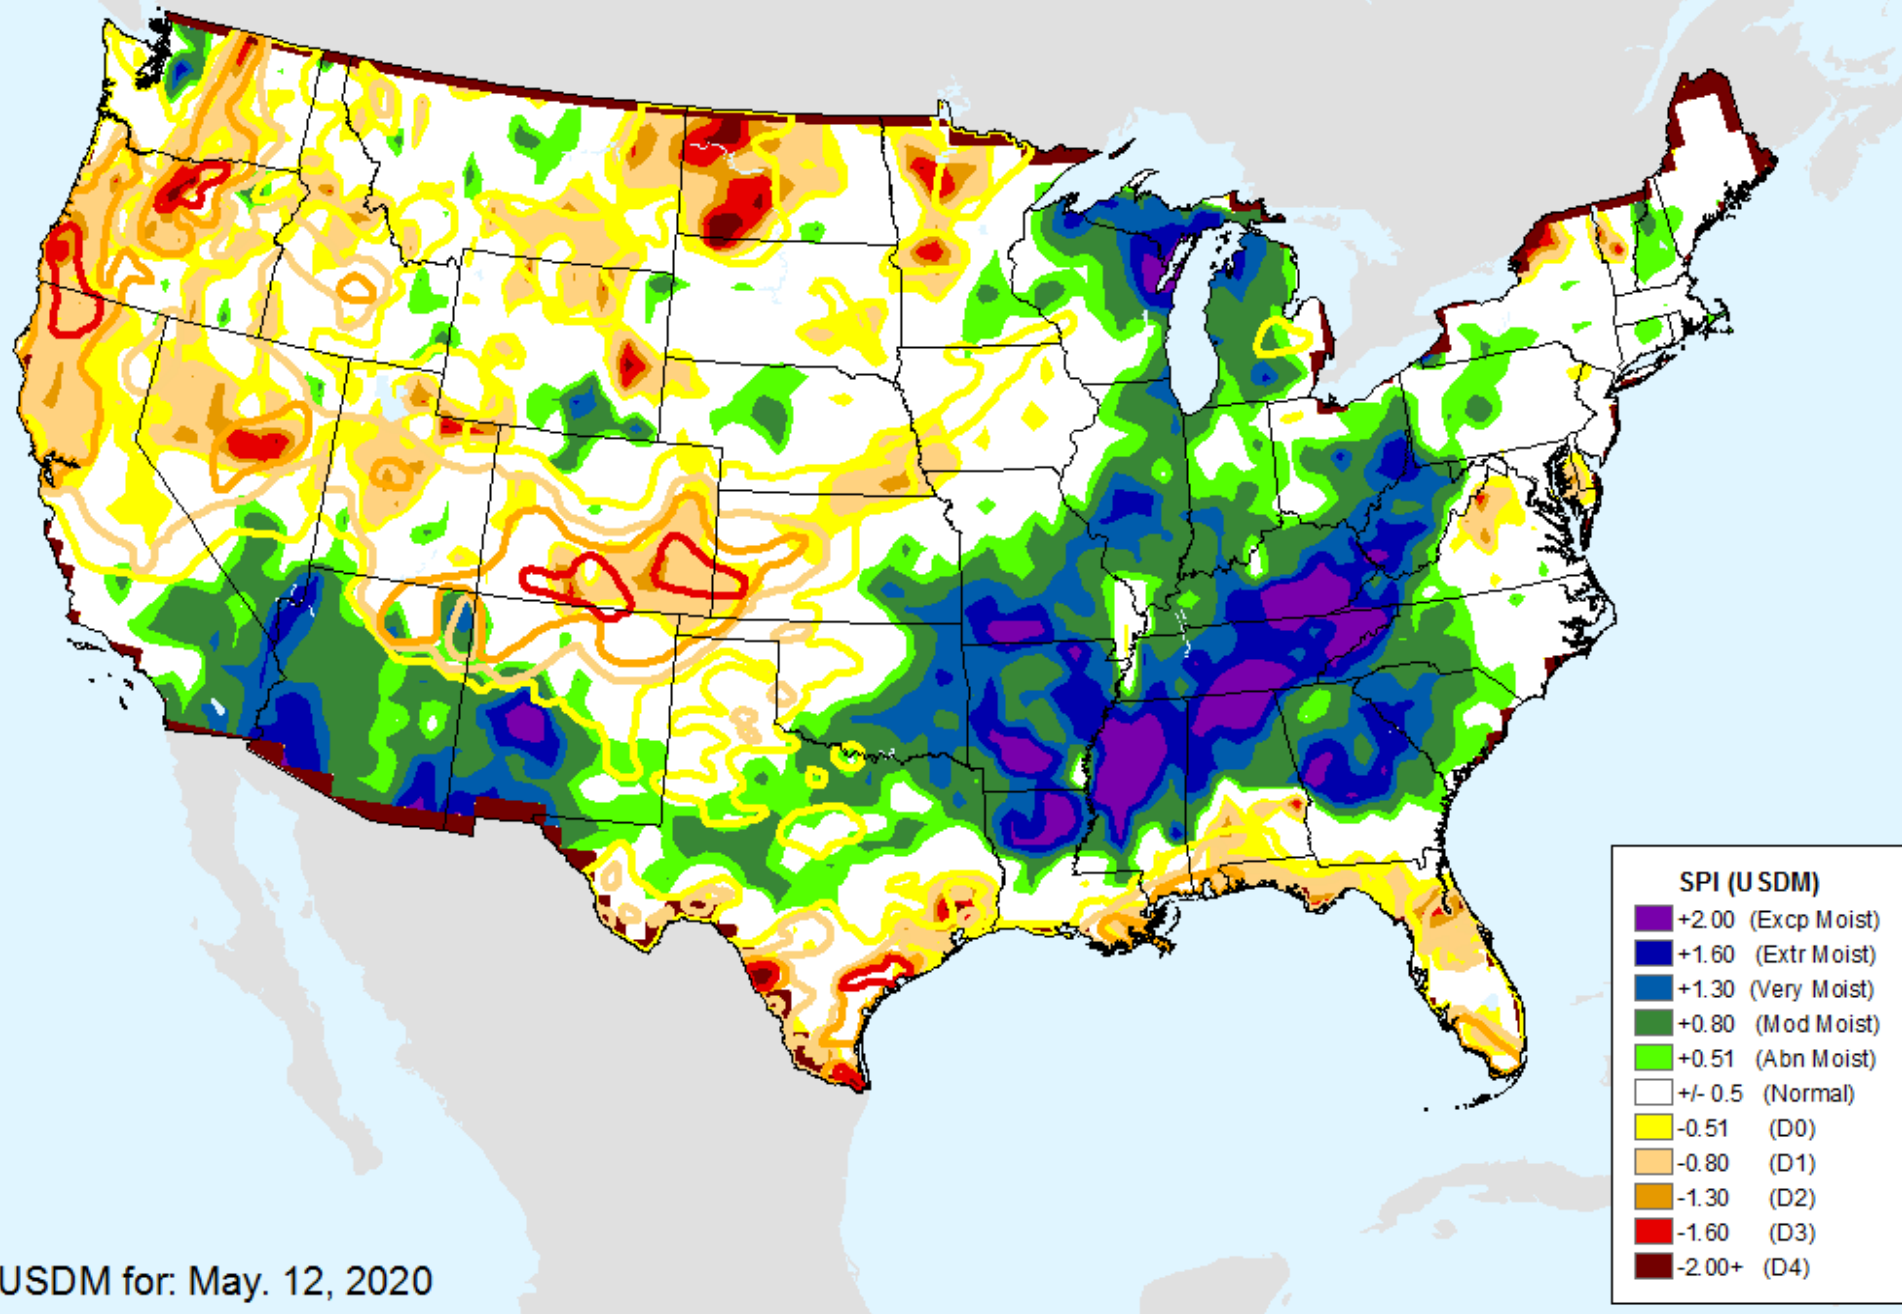 SPI (USDM)
+2.00 (Excp Moist)
+1.60 (Extr Moist)
+1.30 (Very Moist)
+0.80 (Mod Moist)
+0.51 (Abn Moist)
+/- 0.5 (Normal)
-0.51 (D0)
-0.80 (D1)
-1.30 (D2)
-1.60 (D3)
-2.00+ (D4)
USDM for: May. 12, 2020